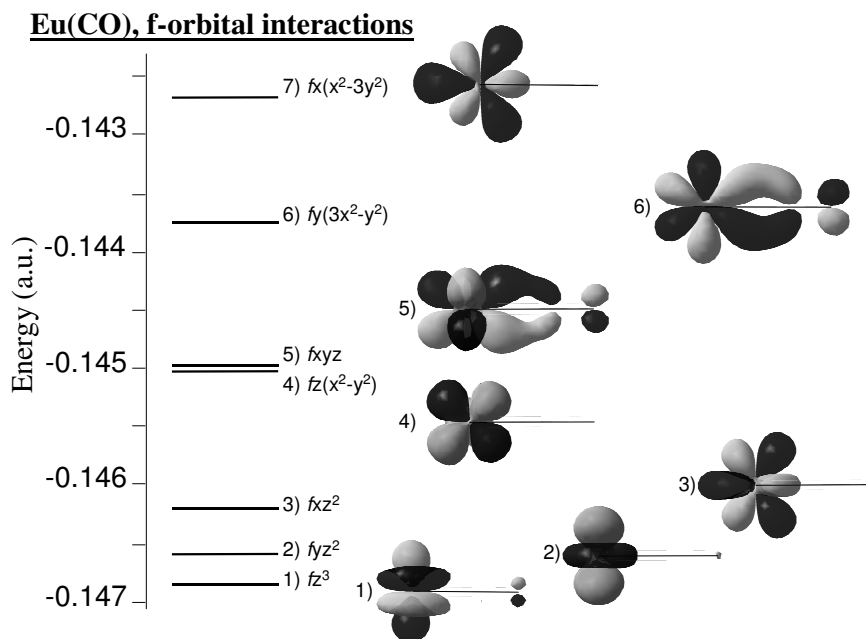 Eu(CO), f-orbital interactions
7) fx(x²-3y²)
-0.143
6) fy(3x²-y²)
6)
-0.144
Energy (a.u.)
5)
5) fxyz
-0.145
4) fz(x²-y²)
4)
-0.146
3) fxz²
3)
2) fyz²
2)
1) fz³
1)
-0.147